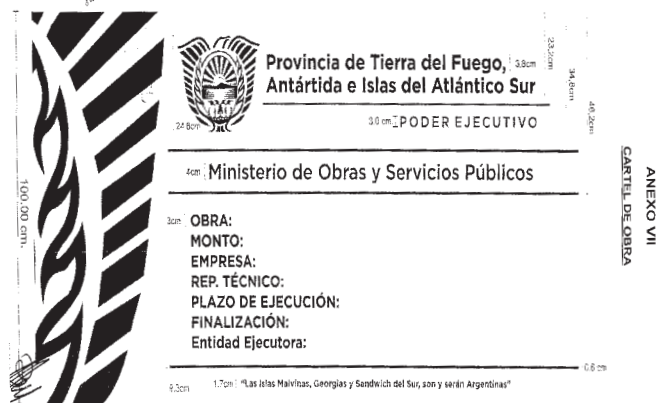 Provincia de Tierra del Fuego, 3,8cm
Antártida e Islas del Atlántico Sur
23,2cm
34,8cm
46,2cm
24.8cm
3.0 cm PODER EJECUTIVO
4cm Ministerio de Obras y Servicios Públicos
100,00 cm.
3cm OBRA:
MONTO:
EMPRESA:
REP. TÉCNICO:
PLAZO DE EJECUCIÓN:
FINALIZACIÓN:
Entidad Ejecutora:
0.6 cm
9.3cm 1.7cm "Las Islas Malvinas, Georgias y Sandwich del Sur, son y serán Argentinas"
ANEXO VII
CARTEL DE OBRA